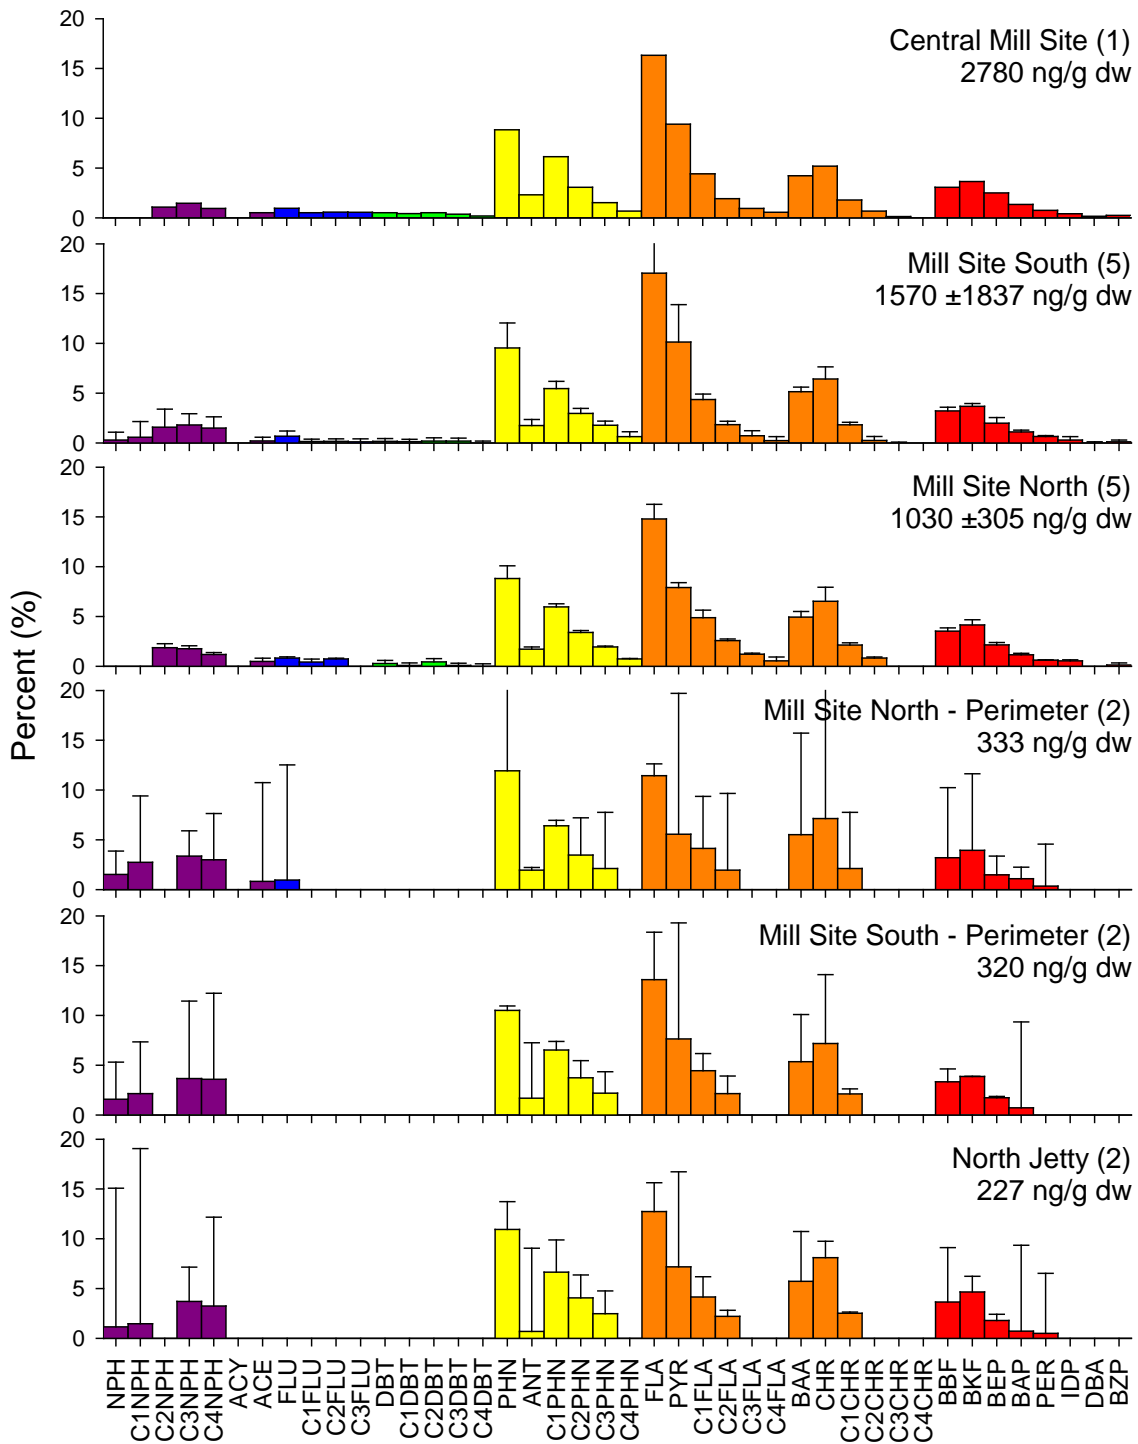 Percent (%)
20
15
10
5
0
Central Mill Site (1)
2780 ng/g dw
20
15
10
5
0
Mill Site South (5)
1570 ±1837 ng/g dw
20
15
10
5
0
Mill Site North (5)
1030 ±305 ng/g dw
20
15
10
5
0
Mill Site North - Perimeter (2)
333 ng/g dw
20
15
10
5
0
Mill Site South - Perimeter (2)
320 ng/g dw
20
15
10
5
0
North Jetty (2)
227 ng/g dw
NPH
C1NPH
C2NPH
C3NPH
C4NPH
ACY
ACE
FLU
C1FLU
C2FLU
C3FLU
DBT
C1DBT
C2DBT
C3DBT
C4DBT
PHN
ANT
C1PHN
C2PHN
C3PHN
C4PHN
FLA
PYR
C1FLA
C2FLA
C3FLA
C4FLA
BAA
CHR
C1CHR
C2CHR
C3CHR
C4CHR
BBF
BKF
BEP
BAP
PER
IDP
DBA
BZP